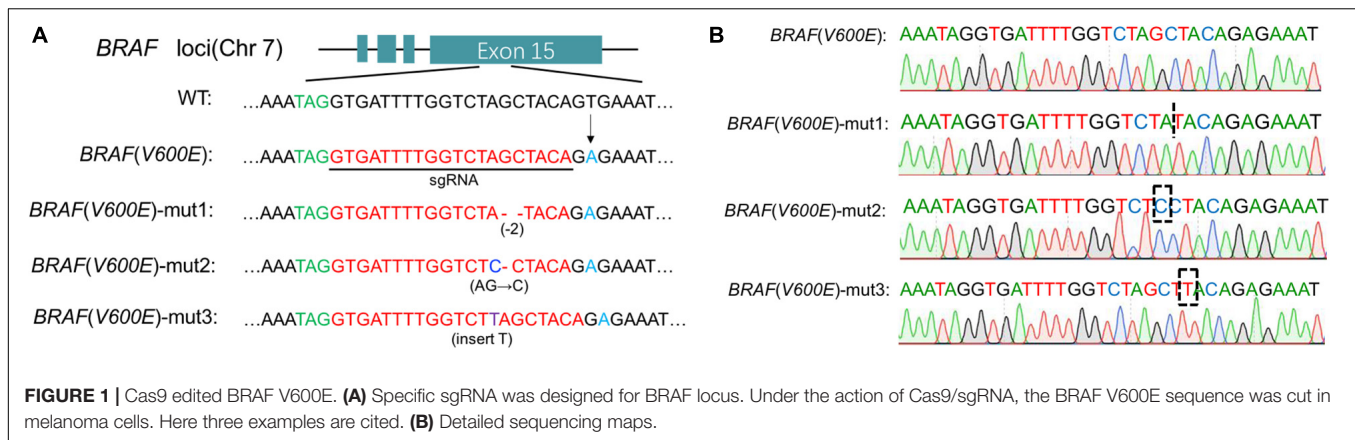 A
BRAF loci(Chr 7)
Exon 15
WT: ...AAATAGGTGATTTTGGTCTAGCTACAGTGAAAT...
BRAF(V600E): ...AAATAGGTGATTTTGGTCTAGCTACAGAGAAAT...
sgRNA
BRAF(V600E)-mut1: ...AAATAGGTGATTTTGGTCTA- -TACAGAGAAAT...
(-2)
BRAF(V600E)-mut2: ...AAATAGGTGATTTTGGTCTC-CTACAGAGAAAT...
(AG→C)
BRAF(V600E)-mut3: ...AAATAGGTGATTTTGGTCTTAGCTACAGAGAAAT...
(insert T)
B
BRAF(V600E): AAATAGGTGATTTTGGTCTAGCTACAGAGAAAT
BRAF(V600E)-mut1: AAATAGGTGATTTTGGTCTATACAGAGAAAT
BRAF(V600E)-mut2: AAATAGGTGATTTTGGTCTCCTACAGAGAAAT
BRAF(V600E)-mut3: AAATAGGTGATTTTGGTCTAGCTTACAGAGAAAT
FIGURE 1 | Cas9 edited BRAF V600E. (A) Specific sgRNA was designed for BRAF locus. Under the action of Cas9/sgRNA, the BRAF V600E sequence was cut in
melanoma cells. Here three examples are cited. (B) Detailed sequencing maps.